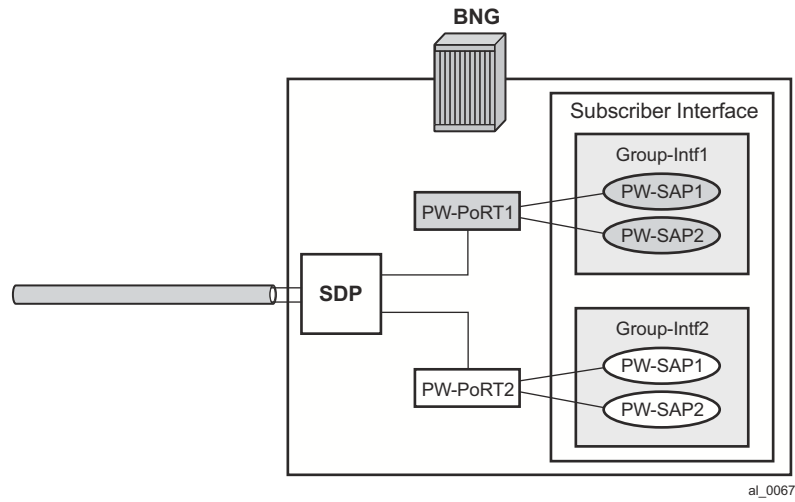 BNG
Subscriber Interface
Group-Intf1
PW-SAP1
PW-SAP2
PW-PoRT1
SDP
Group-Intf2
PW-SAP1
PW-SAP2
PW-PoRT2
al_0067